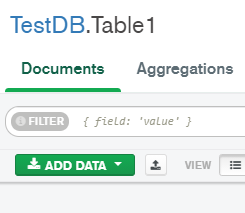 TestDB.Table1
Documents Aggregations
FILTER { field: 'value' }
ADD DATA VIEW